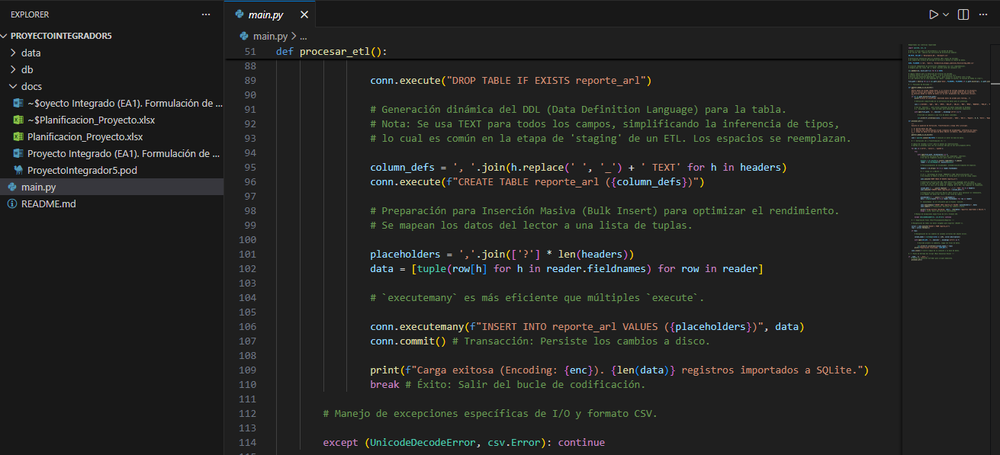 EXPLORER
main.py
PROYECTOINTEGRADOR5
data
db
docs
~$oyecto Integrado (EA1). Formulación de ...
~$Planificacion_Proyecto.xlsx
Planificacion_Proyecto.xlsx
Proyecto Integrado (EA1). Formulación de ...
ProyectoIntegrador5.pod
main.py
README.md
main.py > ...
51 def procesar_etl():
88
89 conn.execute("DROP TABLE IF EXISTS reporte_arl")
90
91 # Generación dinámica del DDL (Data Definition Language) para la tabla.
92 # Nota: Se usa TEXT para todos los campos, simplificando la inferencia de tipos,
93 # lo cual es común en la etapa de 'staging' de un ETL. Los espacios se reemplazan.
94
95 column_defs = ', '.join(h.replace(' ', '_') + ' TEXT' for h in headers)
96 conn.execute(f"CREATE TABLE reporte_arl ({column_defs})")
97
98 # Preparación para Inserción Masiva (Bulk Insert) para optimizar el rendimiento.
99 # Se mapean los datos del lector a una lista de tuplas.
100
101 placeholders = ','.join(['?'] * len(headers))
102 data = [tuple(row[h] for h in reader.fieldnames) for row in reader]
103
104 # `executemany` es más eficiente que múltiples `execute`.
105
106 conn.executemany(f"INSERT INTO reporte_arl VALUES ({placeholders})", data)
107 conn.commit() # Transacción: Persiste los cambios a disco.
108
109 print(f"Carga exitosa (Encoding: {enc}). {len(data)} registros importados a SQLite.")
110 break # Éxito: Salir del bucle de codificación.
111
112 # Manejo de excepciones específicas de I/O y formato CSV.
113
114 except (UnicodeDecodeError, csv.Error): continue